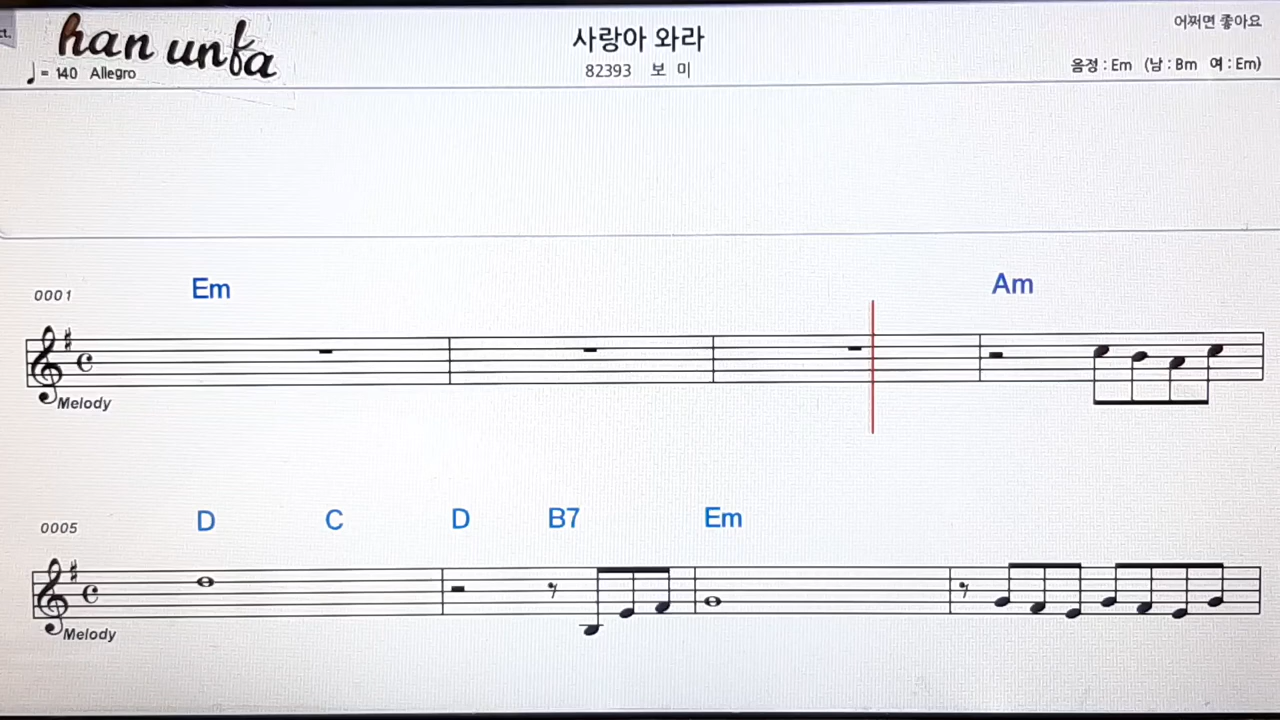 ct.
han unfa
♩= 140 Allegro
사랑아 와라
82393 보 미
어쩌면 좋아요
음정 : Em (남 : Bm 여 : Em)
0001
Em
Am
Melody
0005
D C D B7 Em
Melody